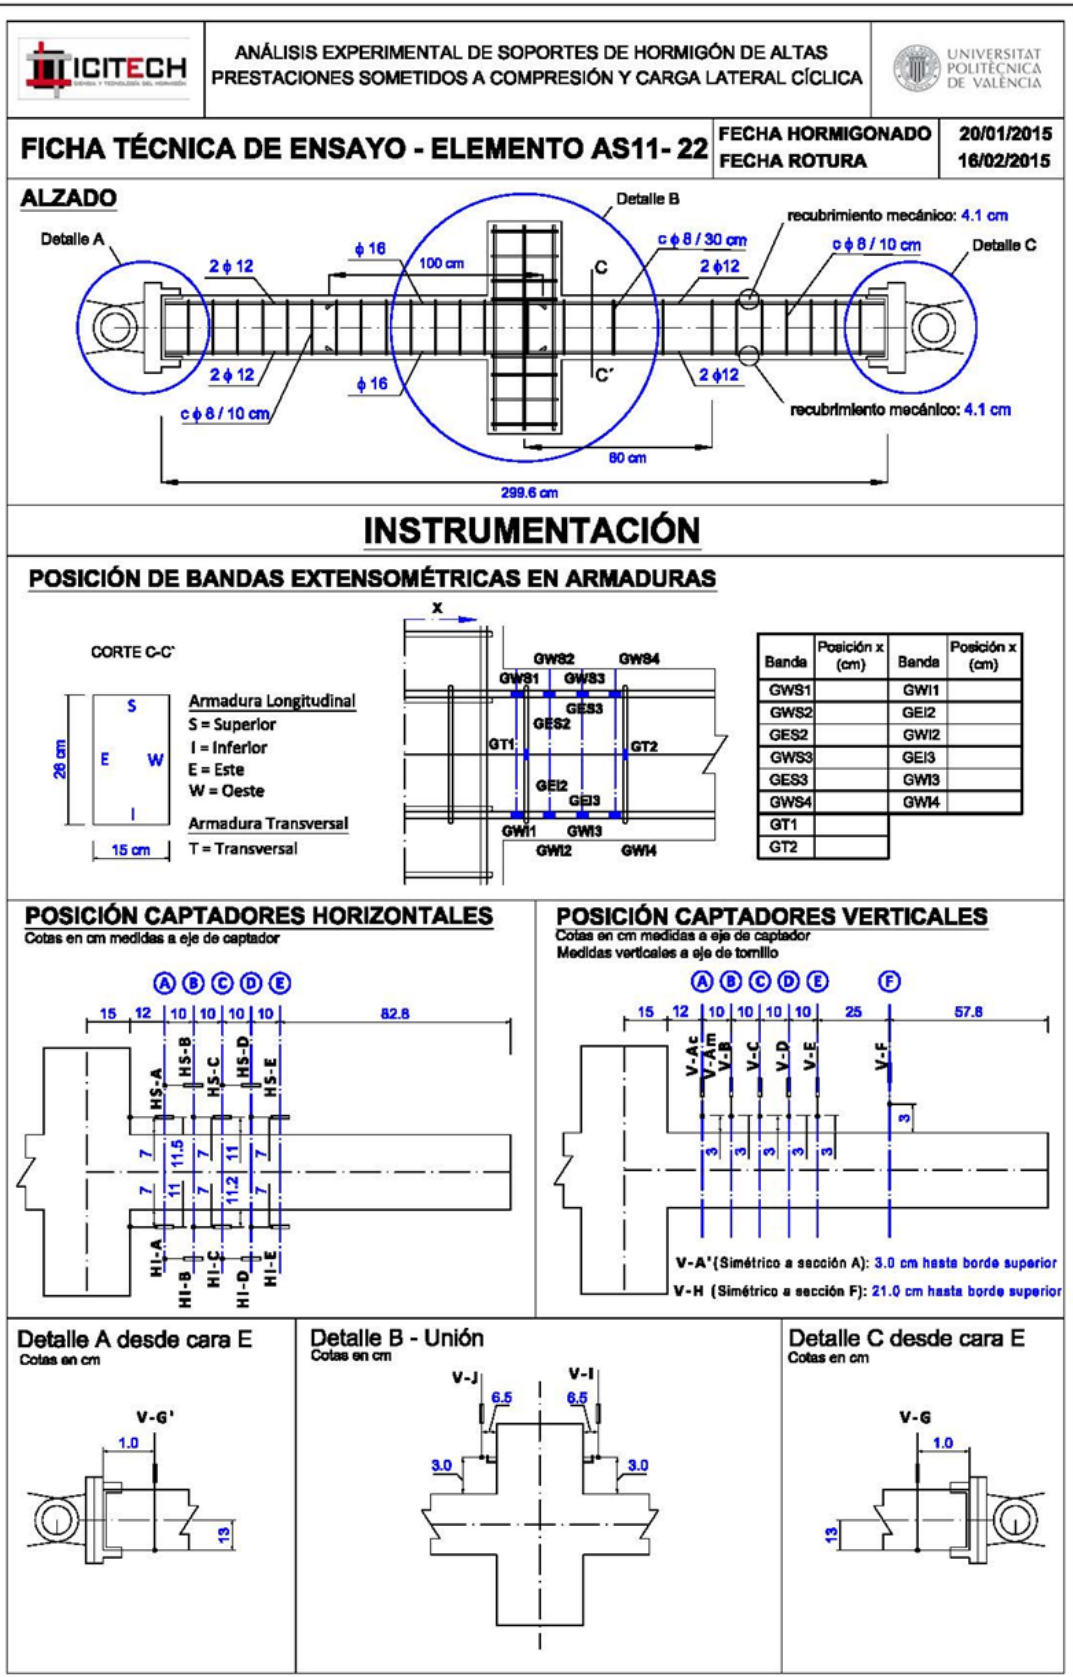 ICITECH
ANÁLISIS EXPERIMENTAL DE SOPORTES DE HORMIGÓN DE ALTAS
PRESTACIONES SOMETIDOS A COMPRESIÓN Y CARGA LATERAL CÍCLICA
UNIVERSITAT
POLITÈCNICA
DE VALÈNCIA
FICHA TÉCNICA DE ENSAYO - ELEMENTO AS11- 22
FECHA HORMIGONADO 20/01/2015
FECHA ROTURA 16/02/2015
ALZADO
Detalle A
Detalle B
Detalle C
recubrimiento mecánico: 4.1 cm
2 ϕ 12
ϕ 16
100 cm
C
c ϕ 8 / 30 cm
2 ϕ12
c ϕ 8 / 10 cm
2 ϕ 12
ϕ 16
C´
2 ϕ12
c ϕ 8 / 10 cm
recubrimiento mecánico: 4.1 cm
80 cm
299.6 cm
INSTRUMENTACIÓN
POSICIÓN DE BANDAS EXTENSOMÉTRICAS EN ARMADURAS
CORTE C-C´
S
E W
I
26 cm
15 cm
Armadura Longitudinal
S = Superior
I = Inferior
E = Este
W = Oeste
Armadura Transversal
T = Transversal
X
GWS2 GWS4
GWS1 GWS3
GES3
GES2
GT1 GT2
GEI2
GEI3
GWI1 GWI3
GWI2 GWI4
Banda Posición x (cm) Banda Posición x (cm)
GWS1 GWI1
GWS2 GEI2
GES2 GWI2
GWS3 GEI3
GES3 GWI3
GWS4 GWI4
GT1
GT2
POSICIÓN CAPTADORES HORIZONTALES
Cotas en cm medidas a eje de captador
A B C D E
15 12 10 10 10 10 82.8
HS-A
HS-B
HS-C
HS-D
HS-E
7 11.5 7 11 7
7 11 7 11.2 7
HI-A
HI-B
HI-C
HI-D
HI-E
POSICIÓN CAPTADORES VERTICALES
Cotas en cm medidas a eje de captador
Medidas verticales a eje de tornillo
A B C D E F
15 12 10 10 10 10 25 57.8
V-Ac
V-Am
V-B
V-C
V-D
V-E
V-F
3 3 3 3 3 3
V-A'(Simétrico a sección A): 3.0 cm hasta borde superior
V-H (Simétrico a sección F): 21.0 cm hasta borde superior
Detalle A desde cara E
Cotas en cm
V-G'
1.0
13
Detalle B - Unión
Cotas en cm
V-J V-I
6.5 6.5
3.0 3.0
Detalle C desde cara E
Cotas en cm
V-G
1.0
13